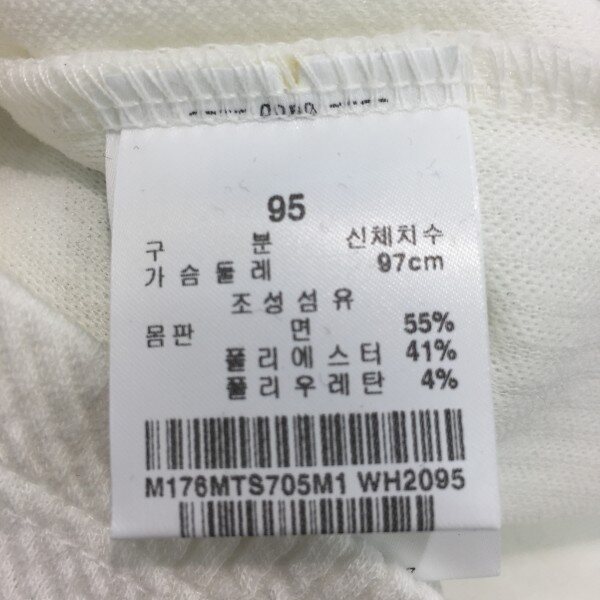 95
구 분 신체치수
가슴둘레 97cm
조성섬유
몸판 면 55%
폴리에스터 41%
폴리우레탄 4%
M176MTS705M1 WH2095